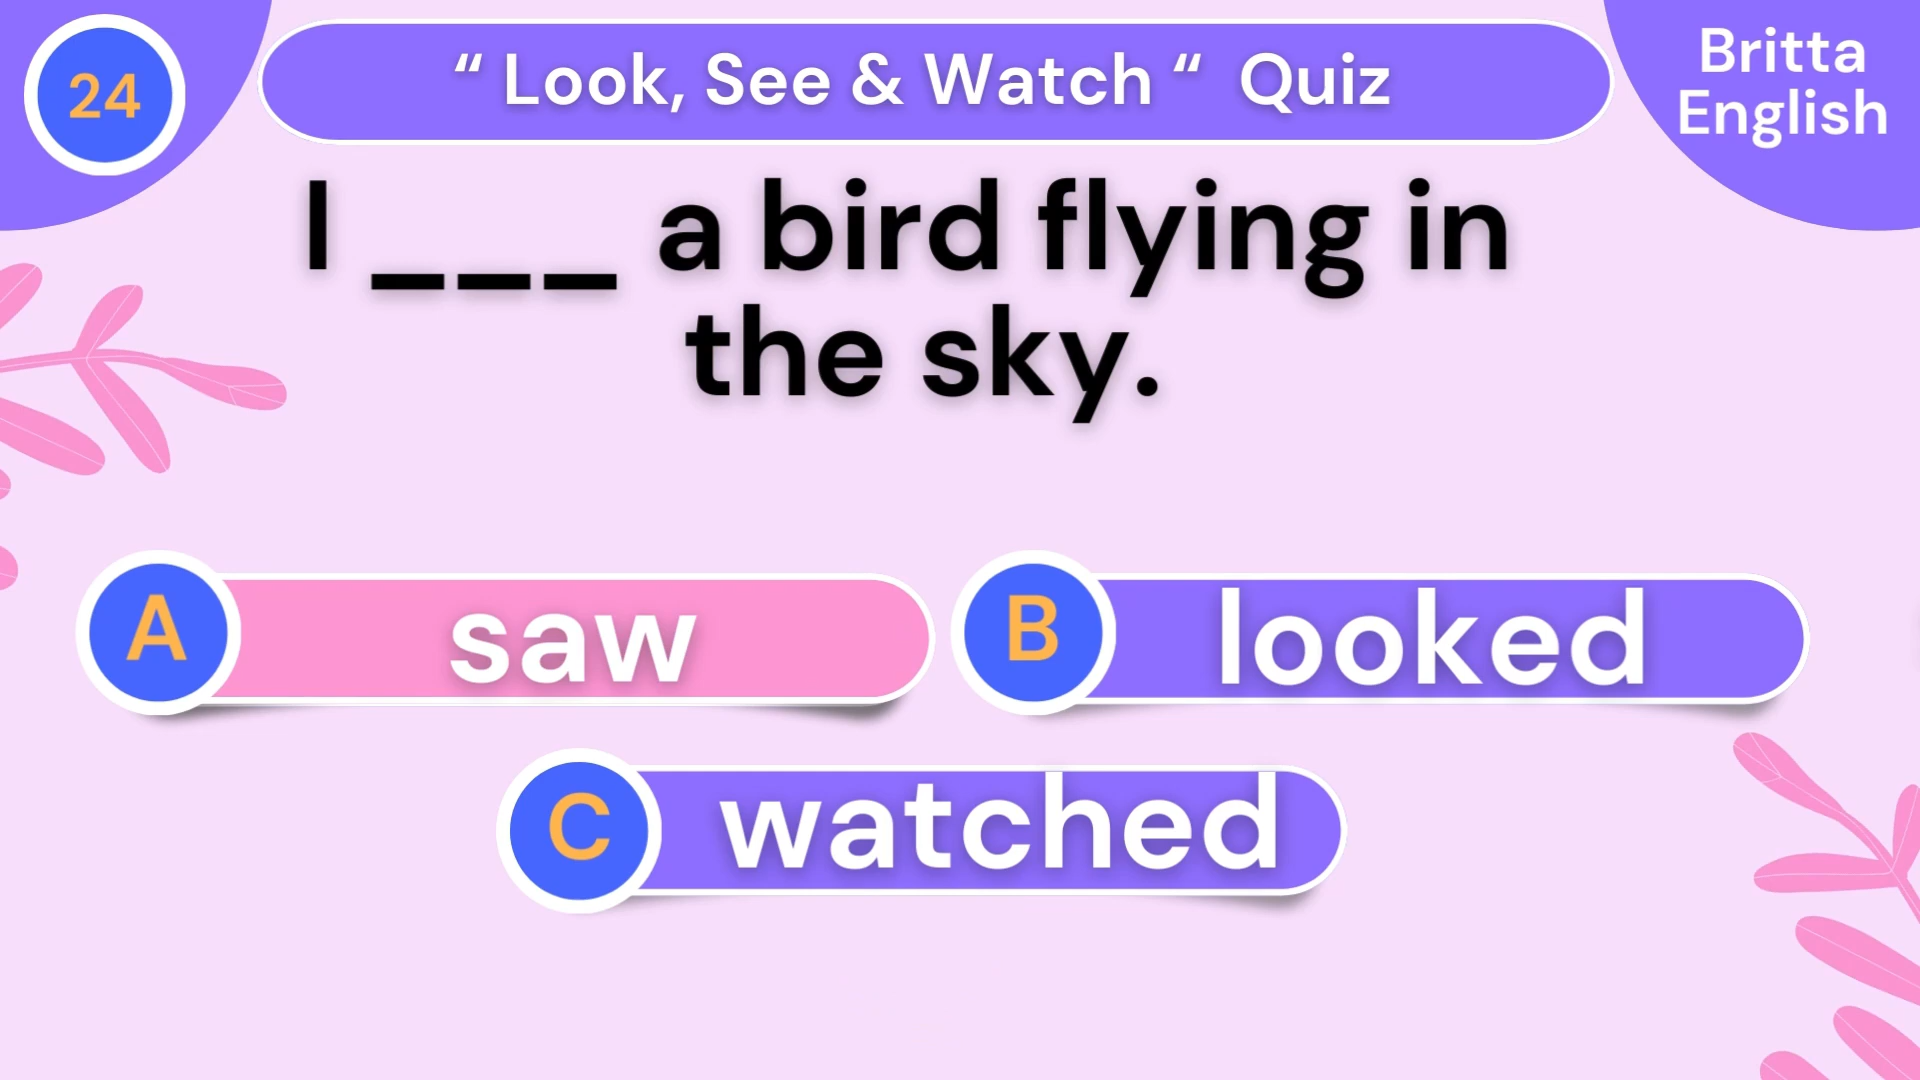 24
“ Look, See & Watch “ Quiz
Britta
English
I ___ a bird flying in
the sky.
A saw
B looked
C watched